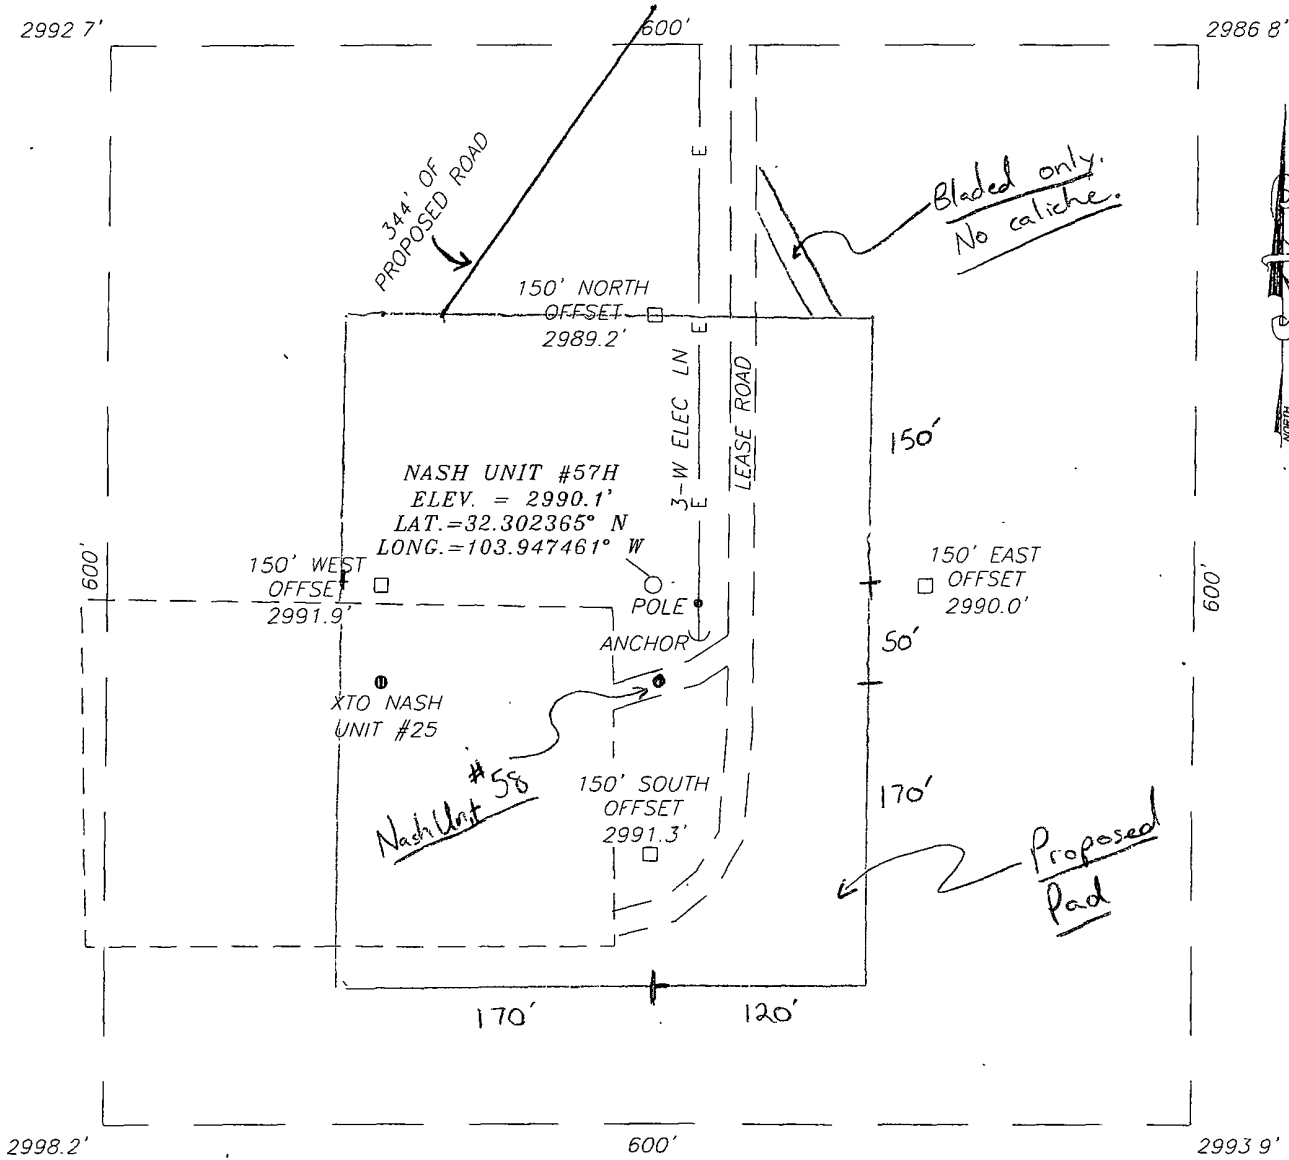 2992 7'
600'
2986 8'
344' OF
PROPOSED ROAD
E
Bladed only.
No caliche.
150' NORTH
OFFSET
2989.2'
E
3-W ELEC LN
E
LEASE ROAD
NORTH
150'
NASH UNIT #57H
ELEV. = 2990.1'
LAT.=32.302365° N
LONG.=103.947461° W
600'
150' WEST
OFFSET
2991.9'
POLE
ANCHOR
150' EAST
OFFSET
2990.0'
600'
50'
XTO NASH
UNIT #25
#58
Nash Unit
150' SOUTH
OFFSET
2991.3'
170'
Proposed
Pad
170'
120'
2998.2'
600'
2993 9'